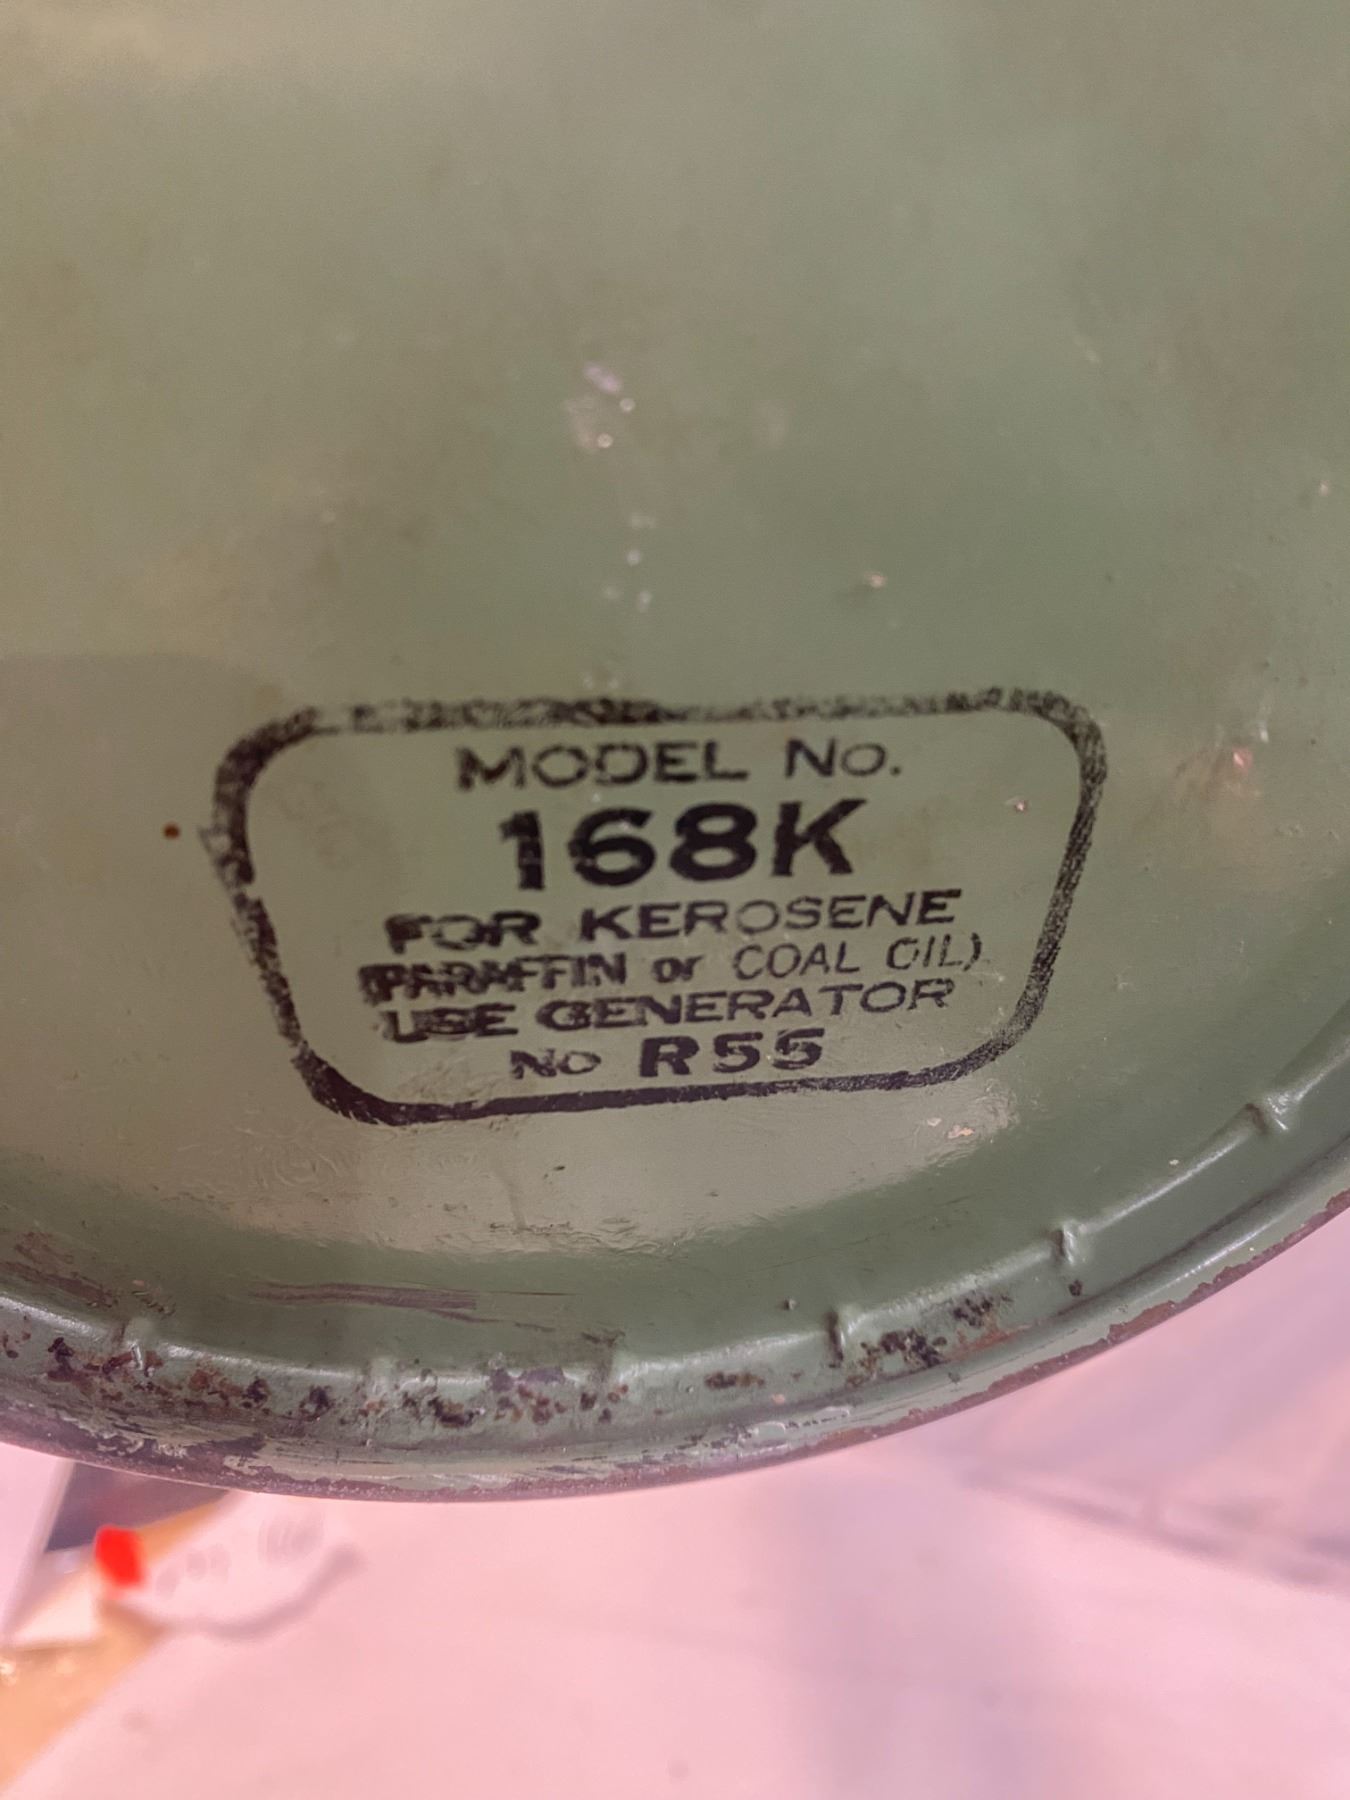 MODEL No.
168K
FOR KEROSENE
(PARAFFIN or COAL OIL)
USE GENERATOR
No R55